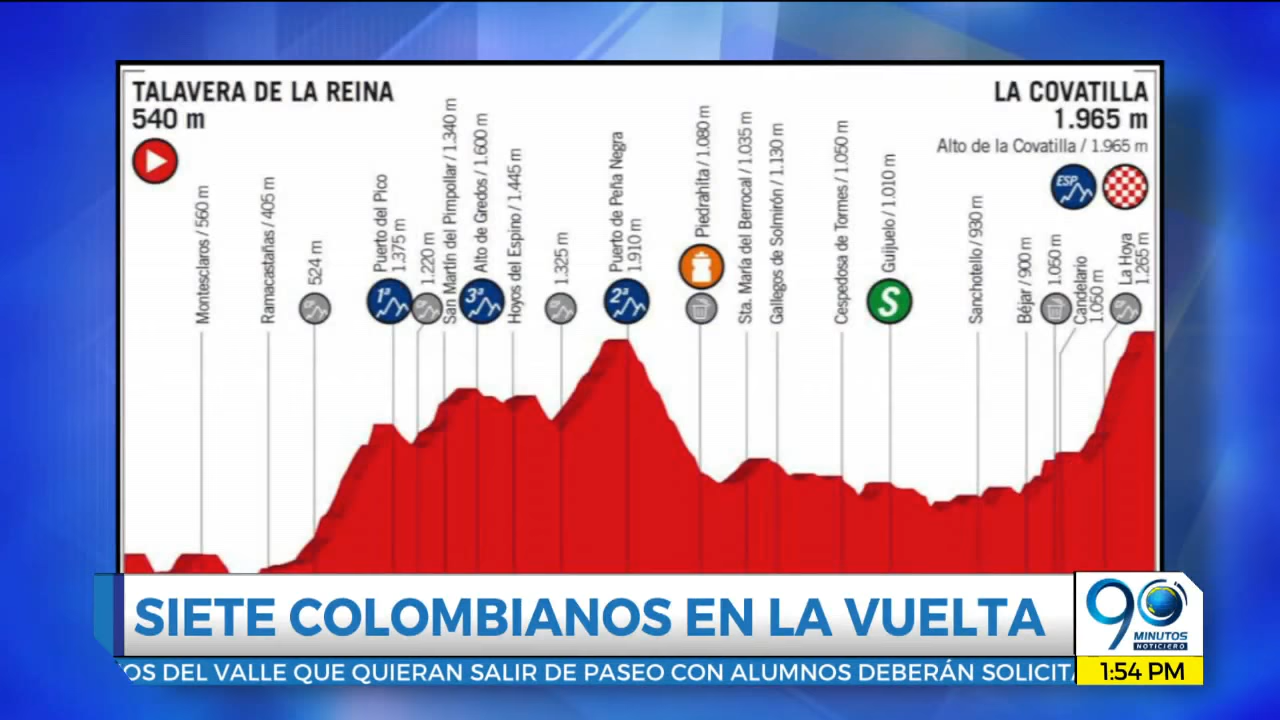 TALAVERA DE LA REINA
540 m
LA COVATILLA
1.965 m
Alto de la Covatilla / 1.965 m
ESP.
Montesclaros / 560 m
Ramacastañas / 405 m
524 m
Puerto del Pico
1.375 m
1ª
1.220 m
San Martín del Pimpollar / 1.340 m
Alto de Gredos / 1.600 m
3ª
Hoyos del Espino / 1.445 m
1.325 m
Puerto de Peña Negra
1.910 m
2ª
Piedrahita / 1.080 m
Sta. María del Berrocal / 1.035 m
Gallegos de Solmirón / 1.130 m
Cespedosa de Tormes / 1.050 m
Guijuelo / 1.010 m
S
Sanchotello / 930 m
Béjar / 900 m
1.050 m
Candelario
1.050 m
La Hoya
1.265 m
SIETE COLOMBIANOS EN LA VUELTA
90
MINUTOS
NOTICIERO
OS DEL VALLE QUE QUIERAN SALIR DE PASEO CON ALUMNOS DEBERÁN SOLICITA
1:54 PM